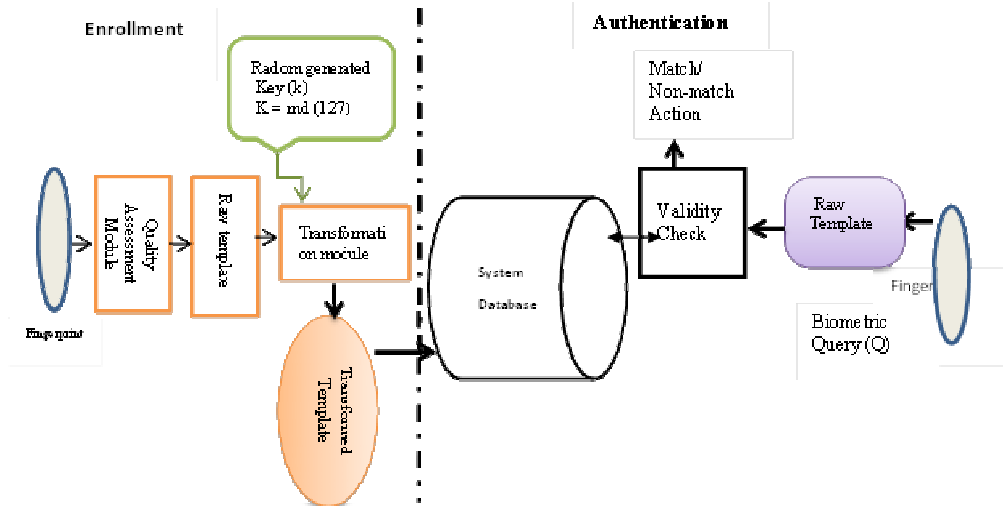 Enrollment
Authentication
Radom generated
Key (k)
K = rnd (127)
Match/
Non-match
Action
Quality
Assessment
Module
Raw template
Transformati
on module
Validity
Check
Raw
Template
System
Database
Fingerprint
Finger
Biometric
Query (Q)
Transformed
Template